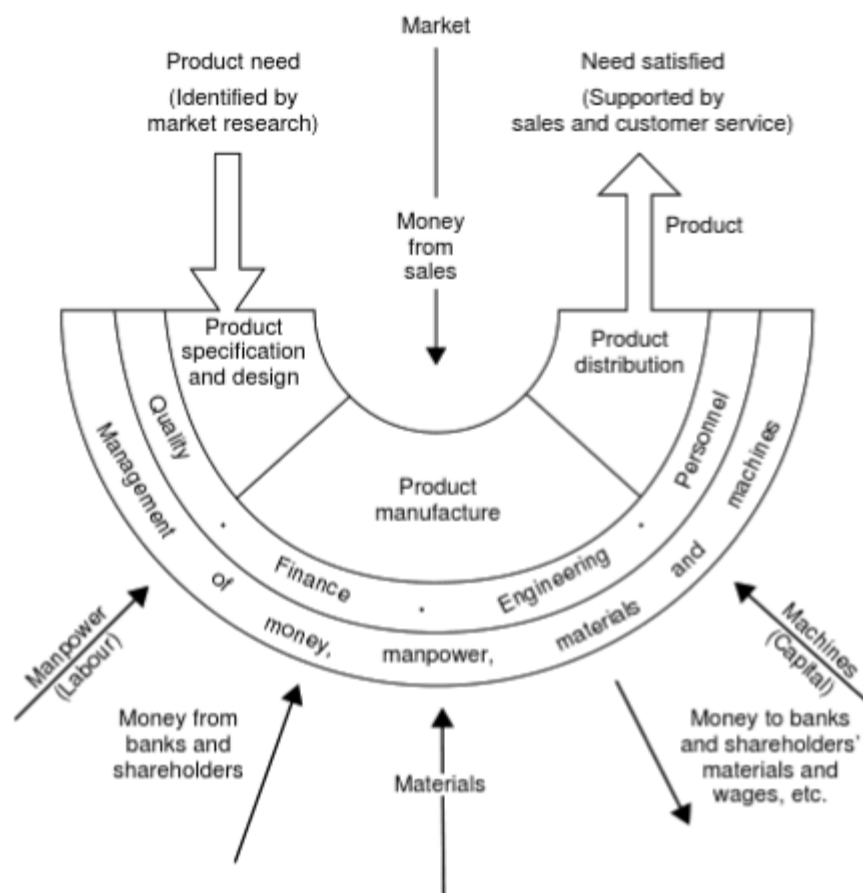 Market
Product need
(Identified by
market research)
Need satisfied
(Supported by
sales and customer service)
Money
from
sales
Product
Product
specification
and design
Product
distribution
Product
manufacture
Quality · Finance · Engineering · Personnel
Management of money, manpower, materials and machines
Manpower
(Labour)
Money from
banks and
shareholders
Materials
Machines
(Capital)
Money to banks
and shareholders’
materials and
wages, etc.